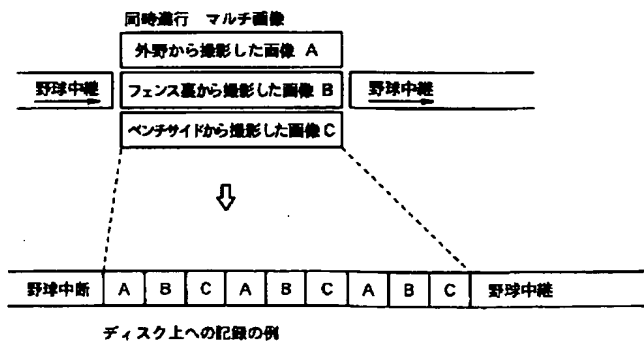 同時進行 マルチ画像
外野から撮影した画像 A
野球中継
フェンス裏から撮影した画像 B
野球中継
ベンチサイドから撮影した画像 C
野球中断 A B C A B C A B C 野球中継
ディスク上への記録の例